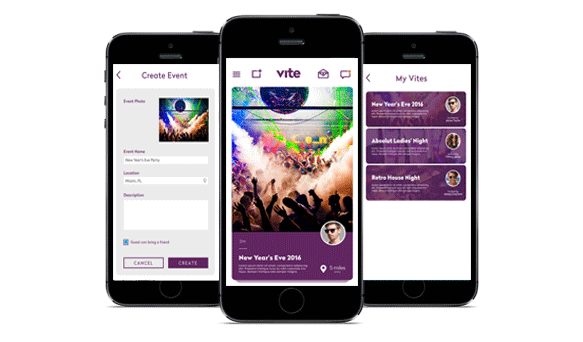 Create Event
Event Photo
Event Name
New Year's Eve Party
Location
Miami, FL
Description
Guest can bring a friend
CANCEL
CREATE
vite
New Year's Eve 2016
5 miles
My Vites
New Year's Eve 2016
Absolut Ladies' Night
Retro House Night